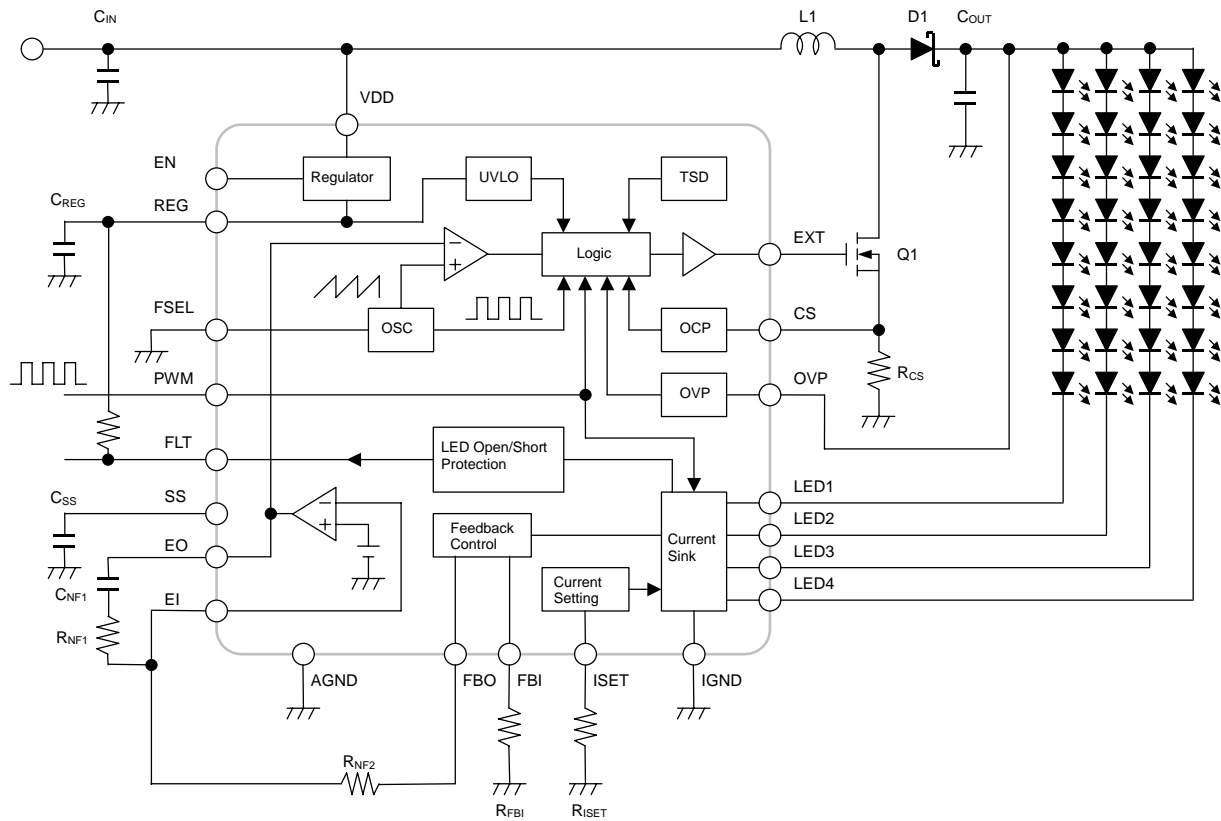 CIN
L1
D1
COUT
VDD
EN
Regulator
UVLO
TSD
CREG
REG
EXT
Logic
Q1
FSEL
OSC
OCP
CS
PWM
RCS
OVP
OVP
FLT
LED Open/Short
Protection
CSS
SS
LED1
Feedback
Control
LED2
EO
Current
Sink
LED3
Current
Setting
CNF1
EI
LED4
RNF1
AGND
FBO
FBI
ISET
IGND
RNF2
RFBI
RISET